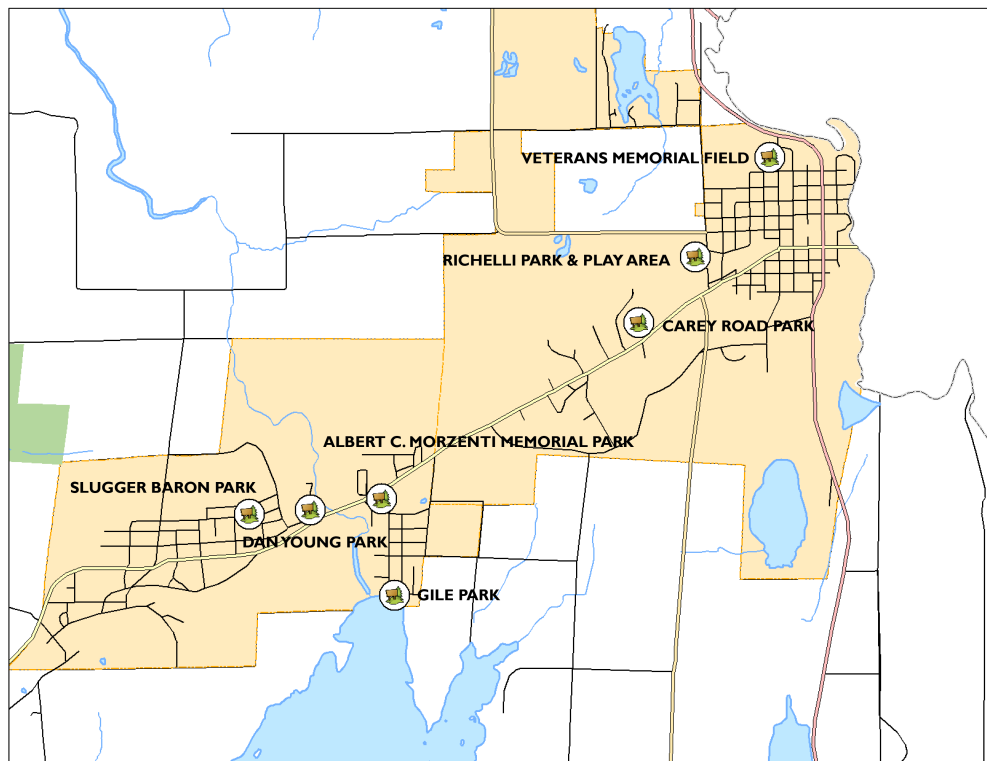 VETERANS MEMORIAL FIELD
RICHELLI PARK & PLAY AREA
CAREY ROAD PARK
ALBERT C. MORZENTI MEMORIAL PARK
SLUGGER BARON PARK
DAN YOUNG PARK
GILE PARK